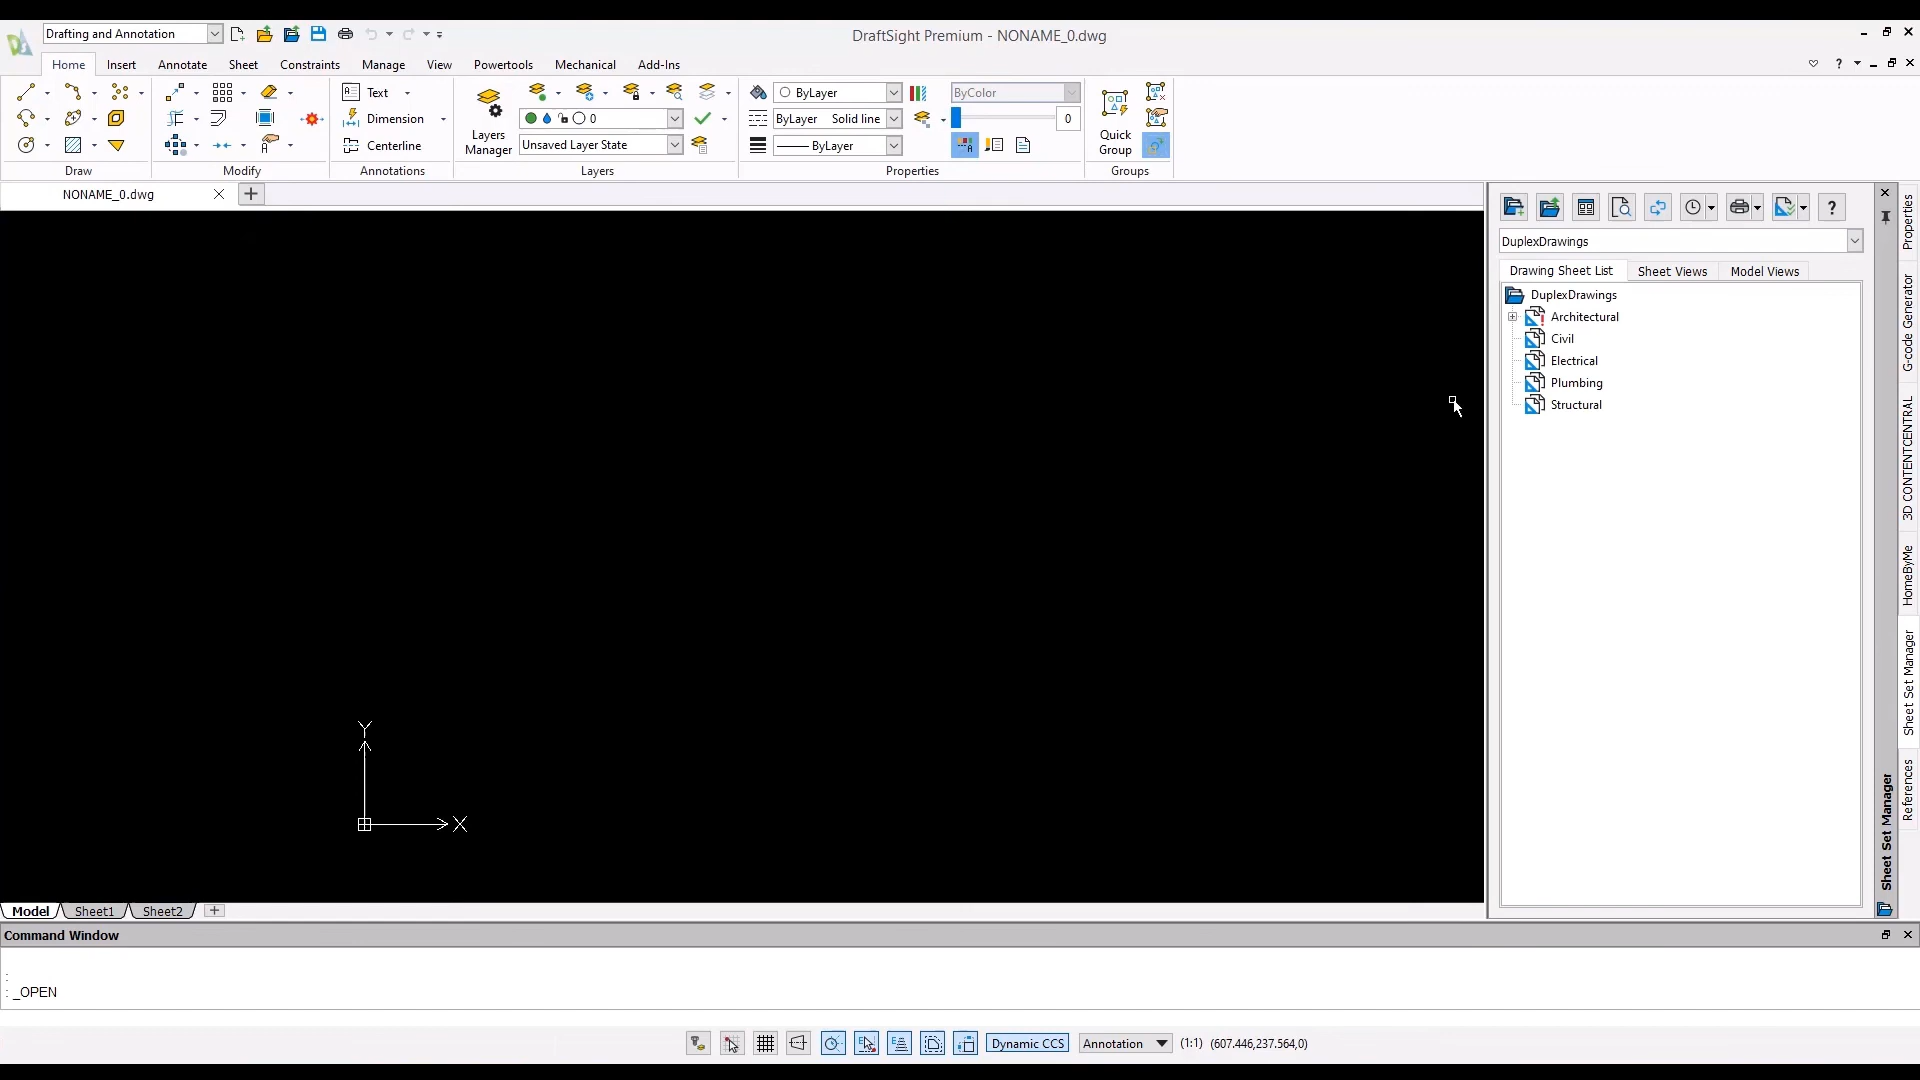 Drafting and Annotation
DraftSight Premium - NONAME_0.dwg
Home Insert Annotate Sheet Constraints Manage View Powertools Mechanical Add-Ins
?
Text
Dimension
Centerline
Layers
Manager
0
Unsaved Layer State
ByLayer
ByLayer Solid line
ByLayer
ByColor
0
Quick
Group
Draw Modify Annotations Layers Properties Groups
NONAME_0.dwg
?
DuplexDrawings
Drawing Sheet List Sheet Views Model Views
DuplexDrawings
Architectural
Civil
Electrical
Plumbing
Structural
Properties
G-code Generator
3D CONTENTCENTRAL
HomeByMe
Sheet Set Manager
References
Sheet Set Manager
Y
X
Model Sheet1 Sheet2
Command Window
:
: _OPEN
Dynamic CCS Annotation (1:1) (607.446,237.564,0)